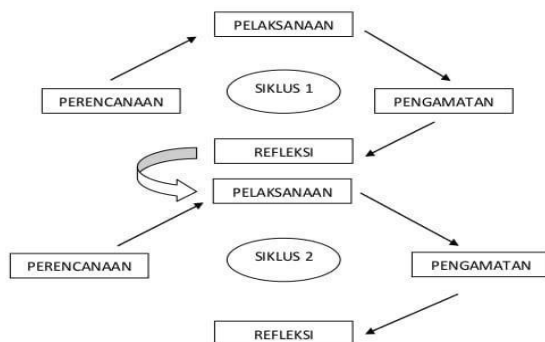 PELAKSANAAN
SIKLUS 1
PERENCANAAN
PENGAMATAN
REFLEKSI
PELAKSANAAN
SIKLUS 2
PERENCANAAN
PENGAMATAN
REFLEKSI